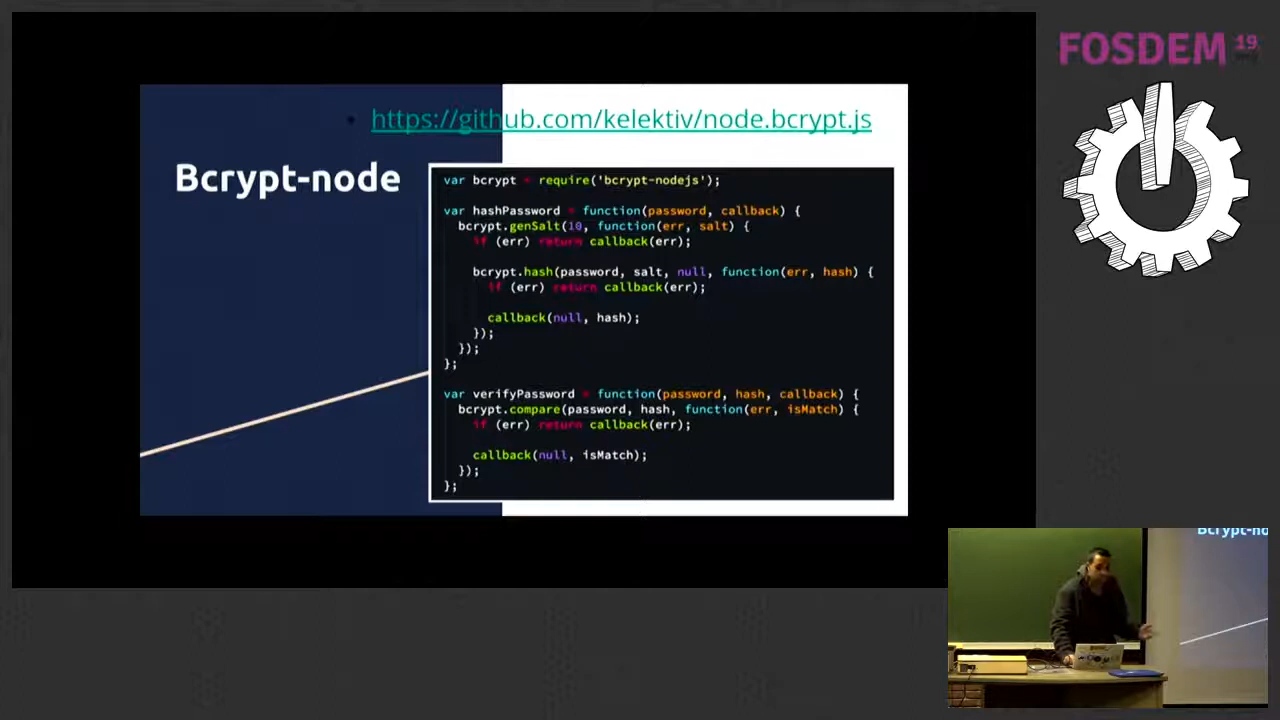 FOSDEM 19
https://github.com/kelektiv/node.bcrypt.js
Bcrypt-node
var bcrypt = require('bcrypt-nodejs');
var hashPassword = function(password, callback) {
bcrypt.genSalt(10, function(err, salt) {
if (err) return callback(err);
bcrypt.hash(password, salt, null, function(err, hash) {
if (err) return callback(err);
callback(null, hash);
});
});
};
var verifyPassword = function(password, hash, callback) {
bcrypt.compare(password, hash, function(err, isMatch) {
if (err) return callback(err);
callback(null, isMatch);
});
};
Bcrypt-no